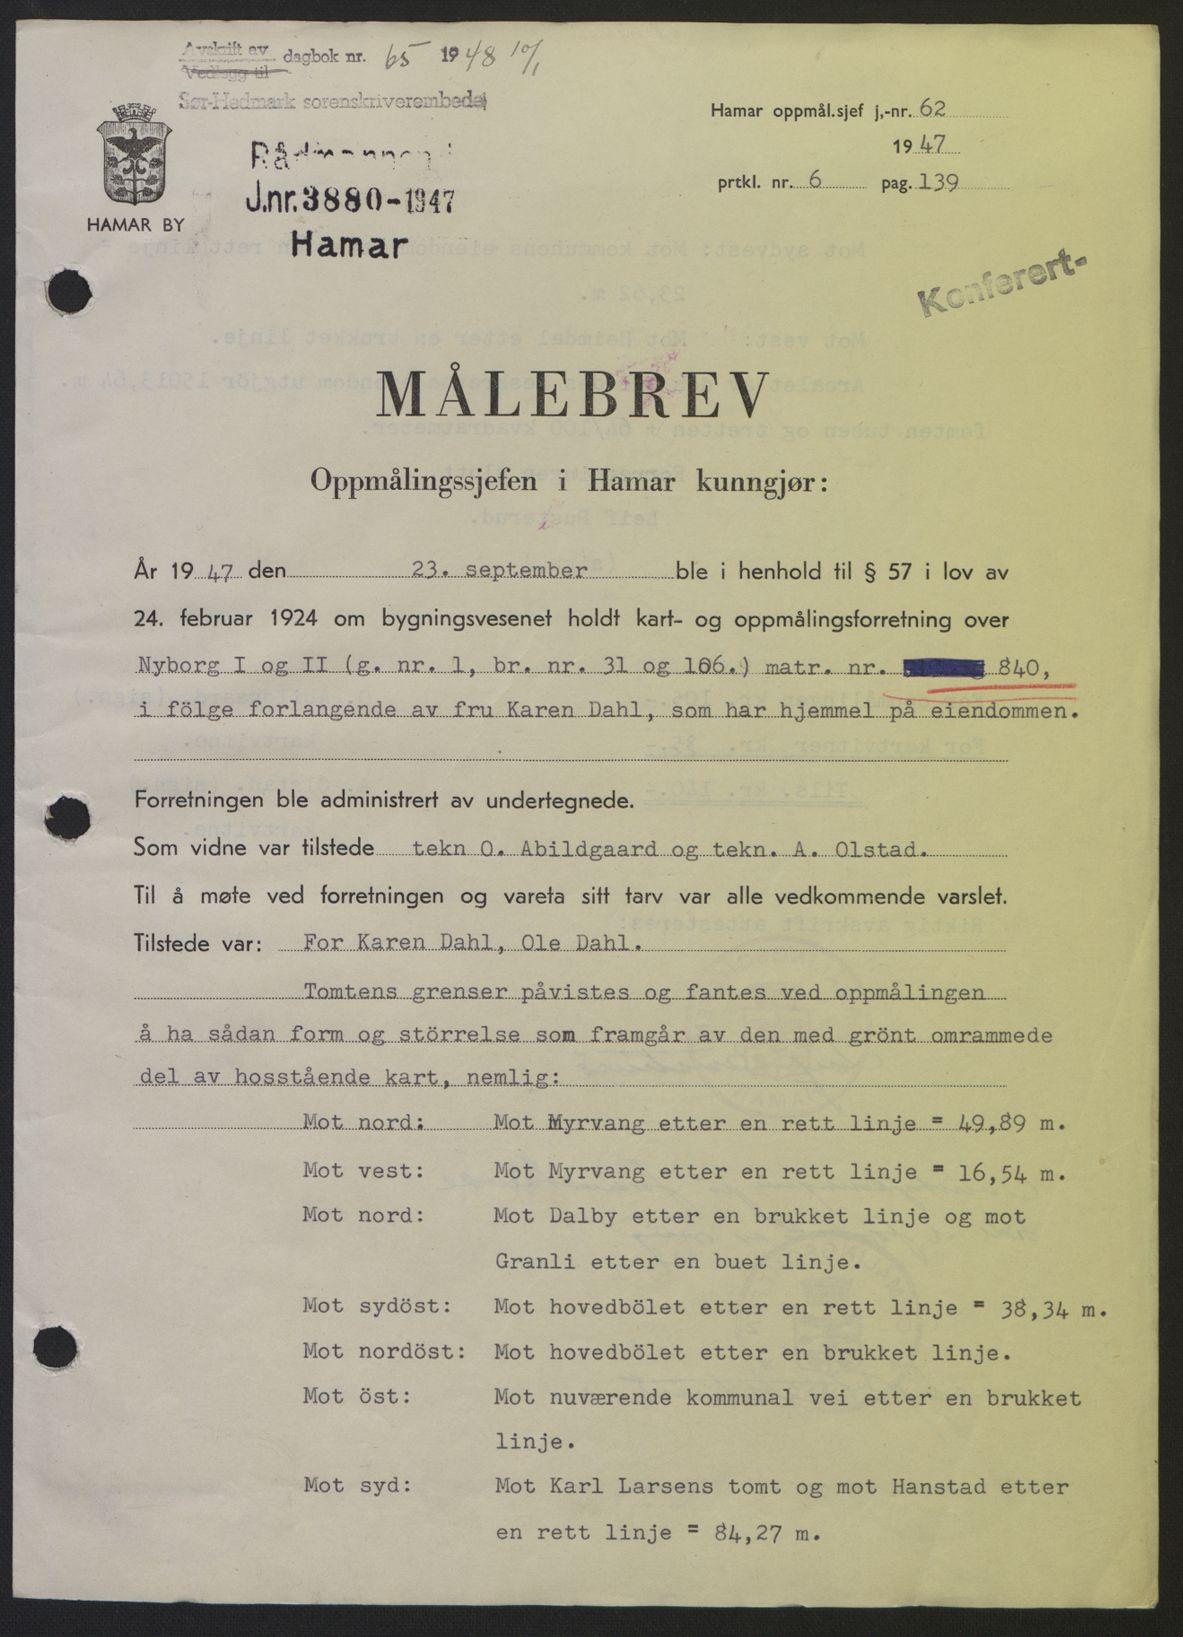 Avskrift av
Vedlegg til
dagbok nr. 65 1948 10/1
Sør-Hedmark sorenskriverembede
HAMAR BY
Rådmannen i
J.nr. 3880-1947
Hamar
Hamar oppmål.sjef j,-nr. 62
1947
prtkl. nr. 6 pag. 139
Konferert-
MÅLEBREV
Oppmålingssjefen i Hamar kunngjør:
År 1947 den 23. september ble i henhold til § 57 i lov av
24. februar 1924 om bygningsvesenet holdt kart- og oppmålingsforretning over
Nyborg I og II (g. nr. 1, br. nr. 31 og 106.) matr. nr. 840,
i fölge forlangende av fru Karen Dahl, som har hjemmel på eiendommen.
Forretningen ble administrert av undertegnede.
Som vidne var tilstede tekn O. Abildgaard og tekn. A. Olstad.
Til å møte ved forretningen og vareta sitt tarv var alle vedkommende varslet.
Tilstede var: For Karen Dahl, Ole Dahl.
Tomtens grenser påvistes og fantes ved oppmålingen
å ha sådan form og störrelse som framgår av den med grönt omrammede
del av hosstående kart, nemlig:
Mot nord: Mot Myrvang etter en rett linje = 49,89 m.
Mot vest: Mot Myrvang etter en rett linje = 16,54 m.
Mot nord: Mot Dalby etter en brukket linje og mot
Granli etter en buet linje.
Mot sydöst: Mot hovedbölet etter en rett linje = 38,34 m.
Mot nordöst: Mot hovedbölet etter en brukket linje.
Mot öst: Mot nuværende kommunal vei etter en brukket
linje.
Mot syd: Mot Karl Larsens tomt og mot Hanstad etter
en rett linje = 84,27 m.